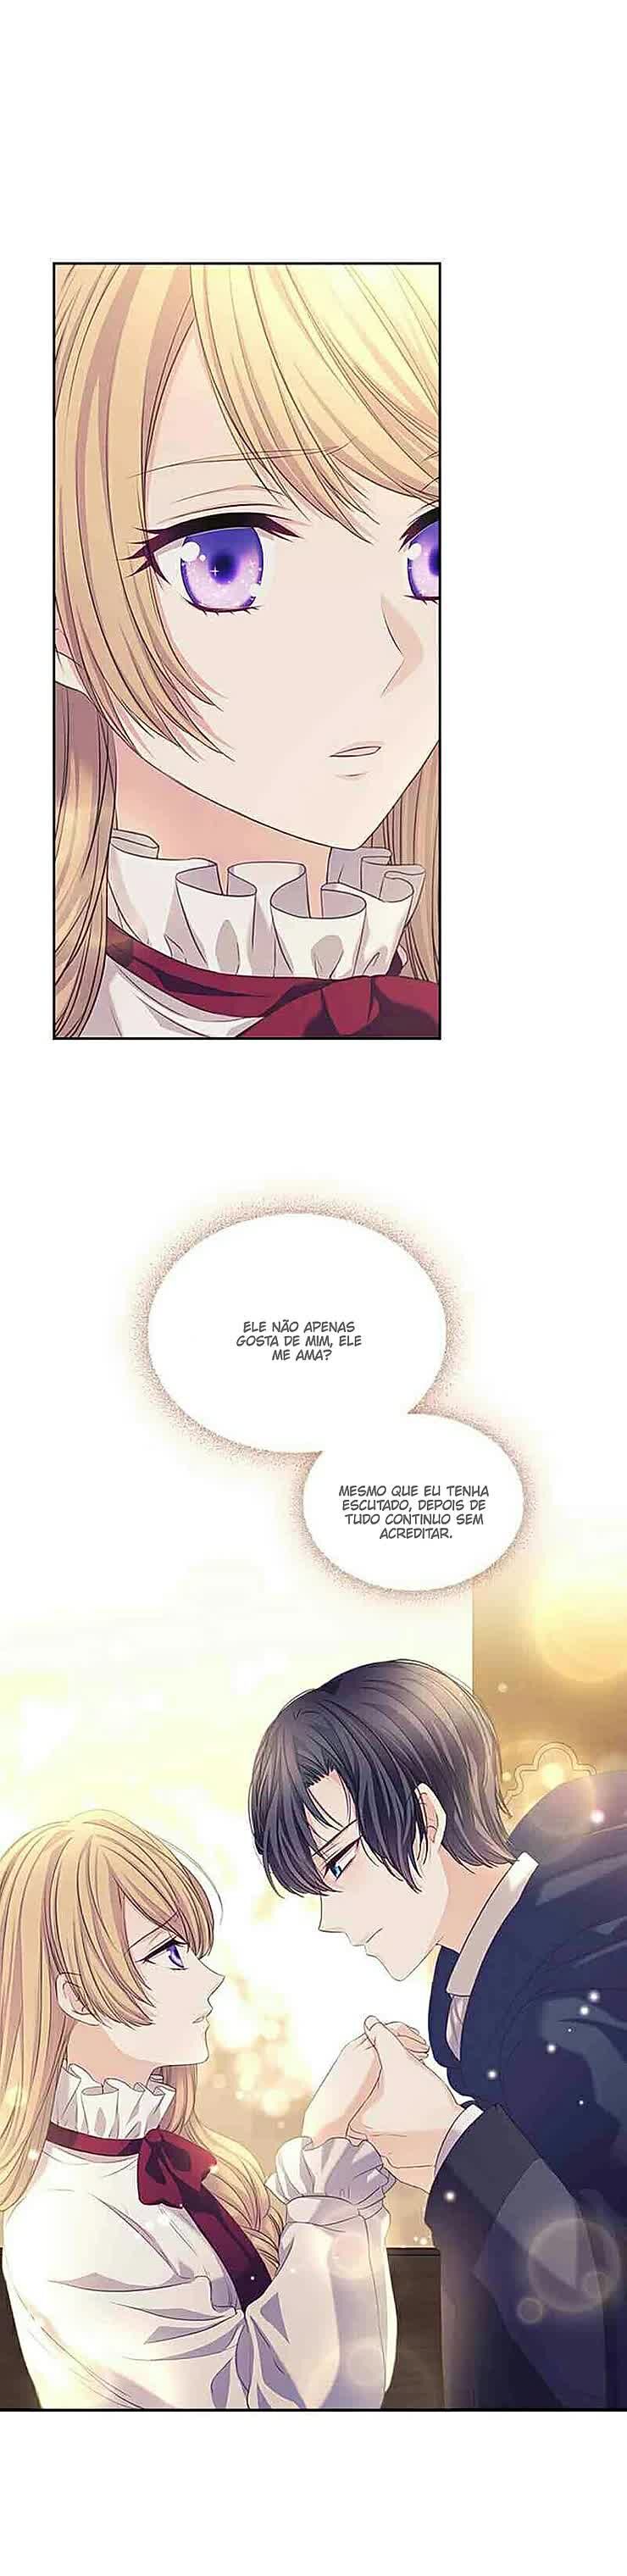 ELE NÃO APENAS
GOSTA DE MIM, ELE
ME AMA?
MESMO QUE EU TENHA
ESCUTADO, DEPOIS DE
TUDO CONTINUO SEM
ACREDITAR.